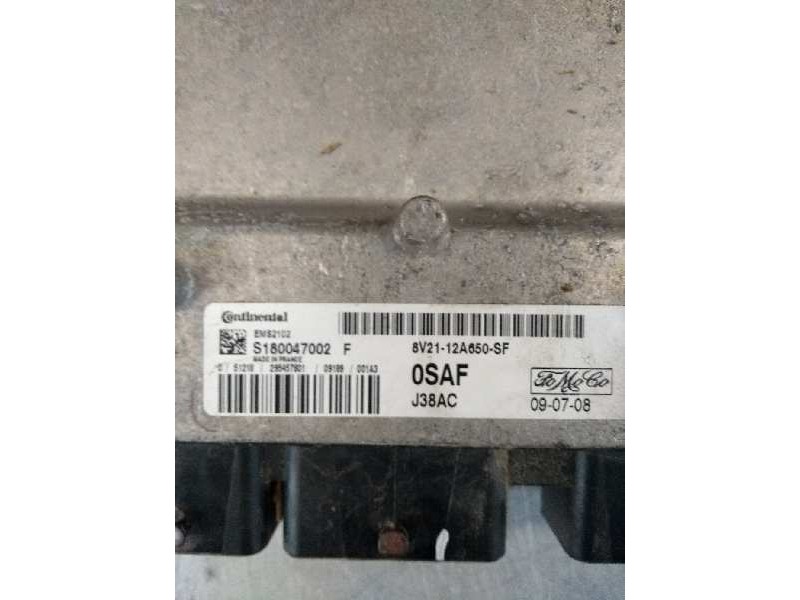 Continental
EMS2102
S180047002 F
MADE IN FRANCE
8V21-12A650-SF
0SAF
J38AC
FoMoCo
09-07-08